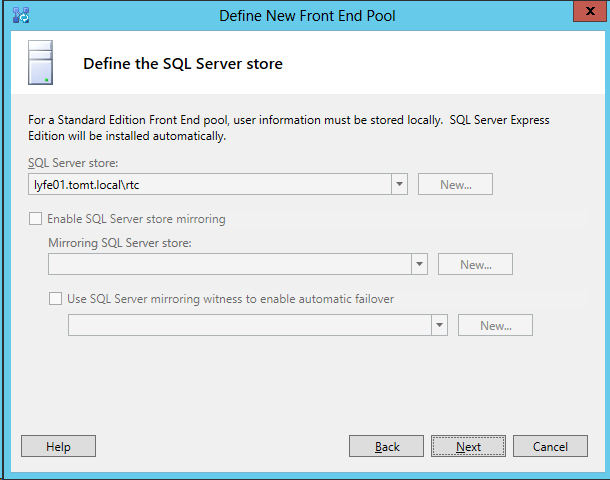 Define New Front End Pool
x
Define the SQL Server store
For a Standard Edition Front End pool, user information must be stored locally.  SQL Server Express
Edition will be installed automatically.
SQL Server store:
lyfe01.tomt.local\rtc
New...
Enable SQL Server store mirroring
Mirroring SQL Server store:
New...
Use SQL Server mirroring witness to enable automatic failover
New...
Help
Back
Next
Cancel